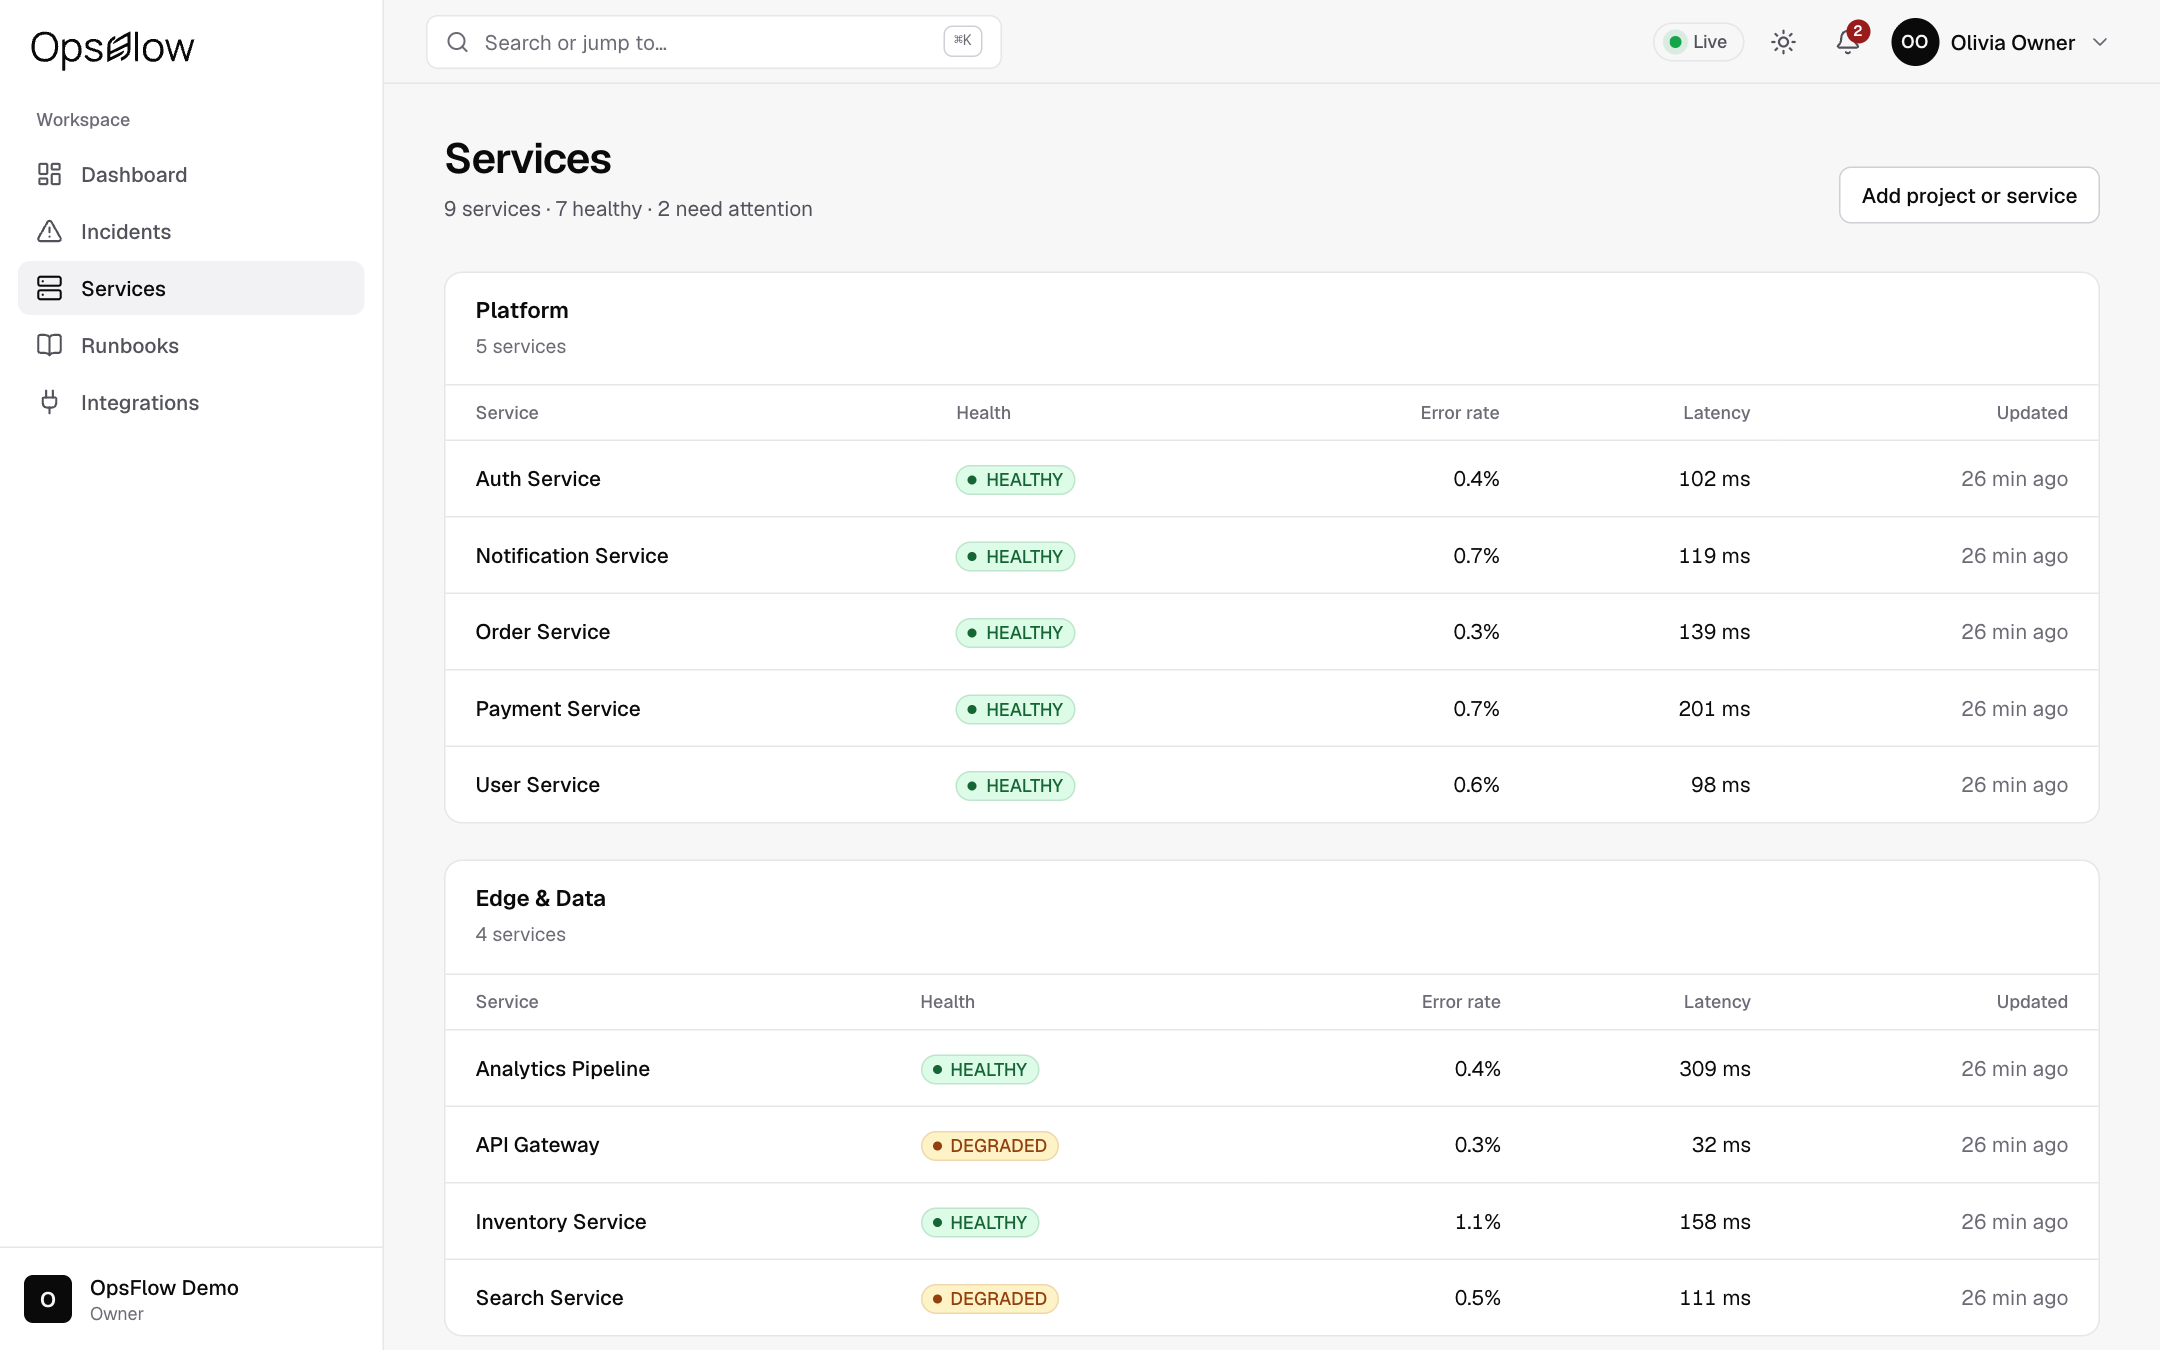 OpsFlow
Search or jump to…
⌘K
Live
2
OO
Olivia Owner
Workspace
Dashboard
Incidents
Services
Runbooks
Integrations
Services
9 services · 7 healthy · 2 need attention
Add project or service
Platform
5 services
Service Health Error rate Latency Updated
Auth Service HEALTHY 0.4% 102 ms 26 min ago
Notification Service HEALTHY 0.7% 119 ms 26 min ago
Order Service HEALTHY 0.3% 139 ms 26 min ago
Payment Service HEALTHY 0.7% 201 ms 26 min ago
User Service HEALTHY 0.6% 98 ms 26 min ago
Edge & Data
4 services
Service Health Error rate Latency Updated
Analytics Pipeline HEALTHY 0.4% 309 ms 26 min ago
API Gateway DEGRADED 0.3% 32 ms 26 min ago
Inventory Service HEALTHY 1.1% 158 ms 26 min ago
Search Service DEGRADED 0.5% 111 ms 26 min ago
O
OpsFlow Demo
Owner